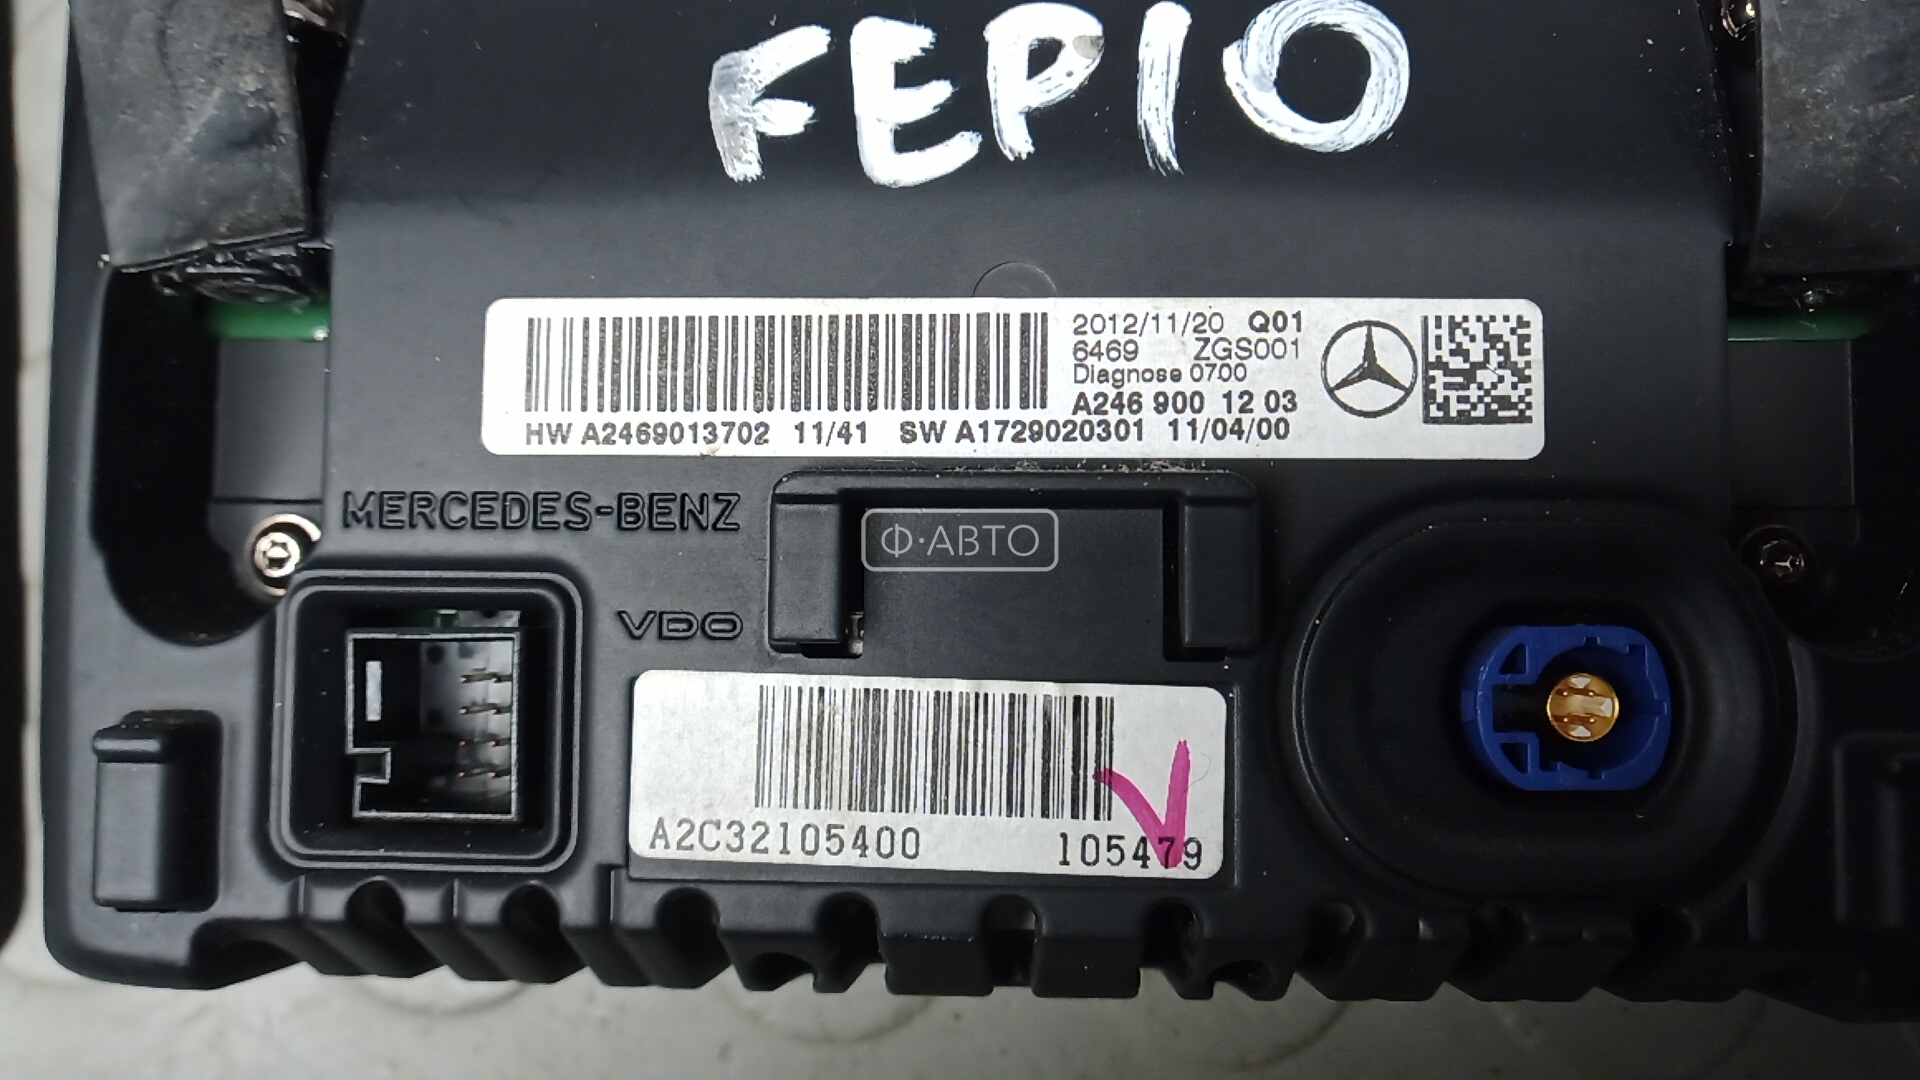 FEPIO
2012/11/20 Q01
6469 ZGS001
Diagnose 0700
A246 900 12 03
HW A2469013702 11/41 SW A1729020301 11/04/00
MERCEDES-BENZ
Ф·АВТО
VDO
A2C32105400 105479